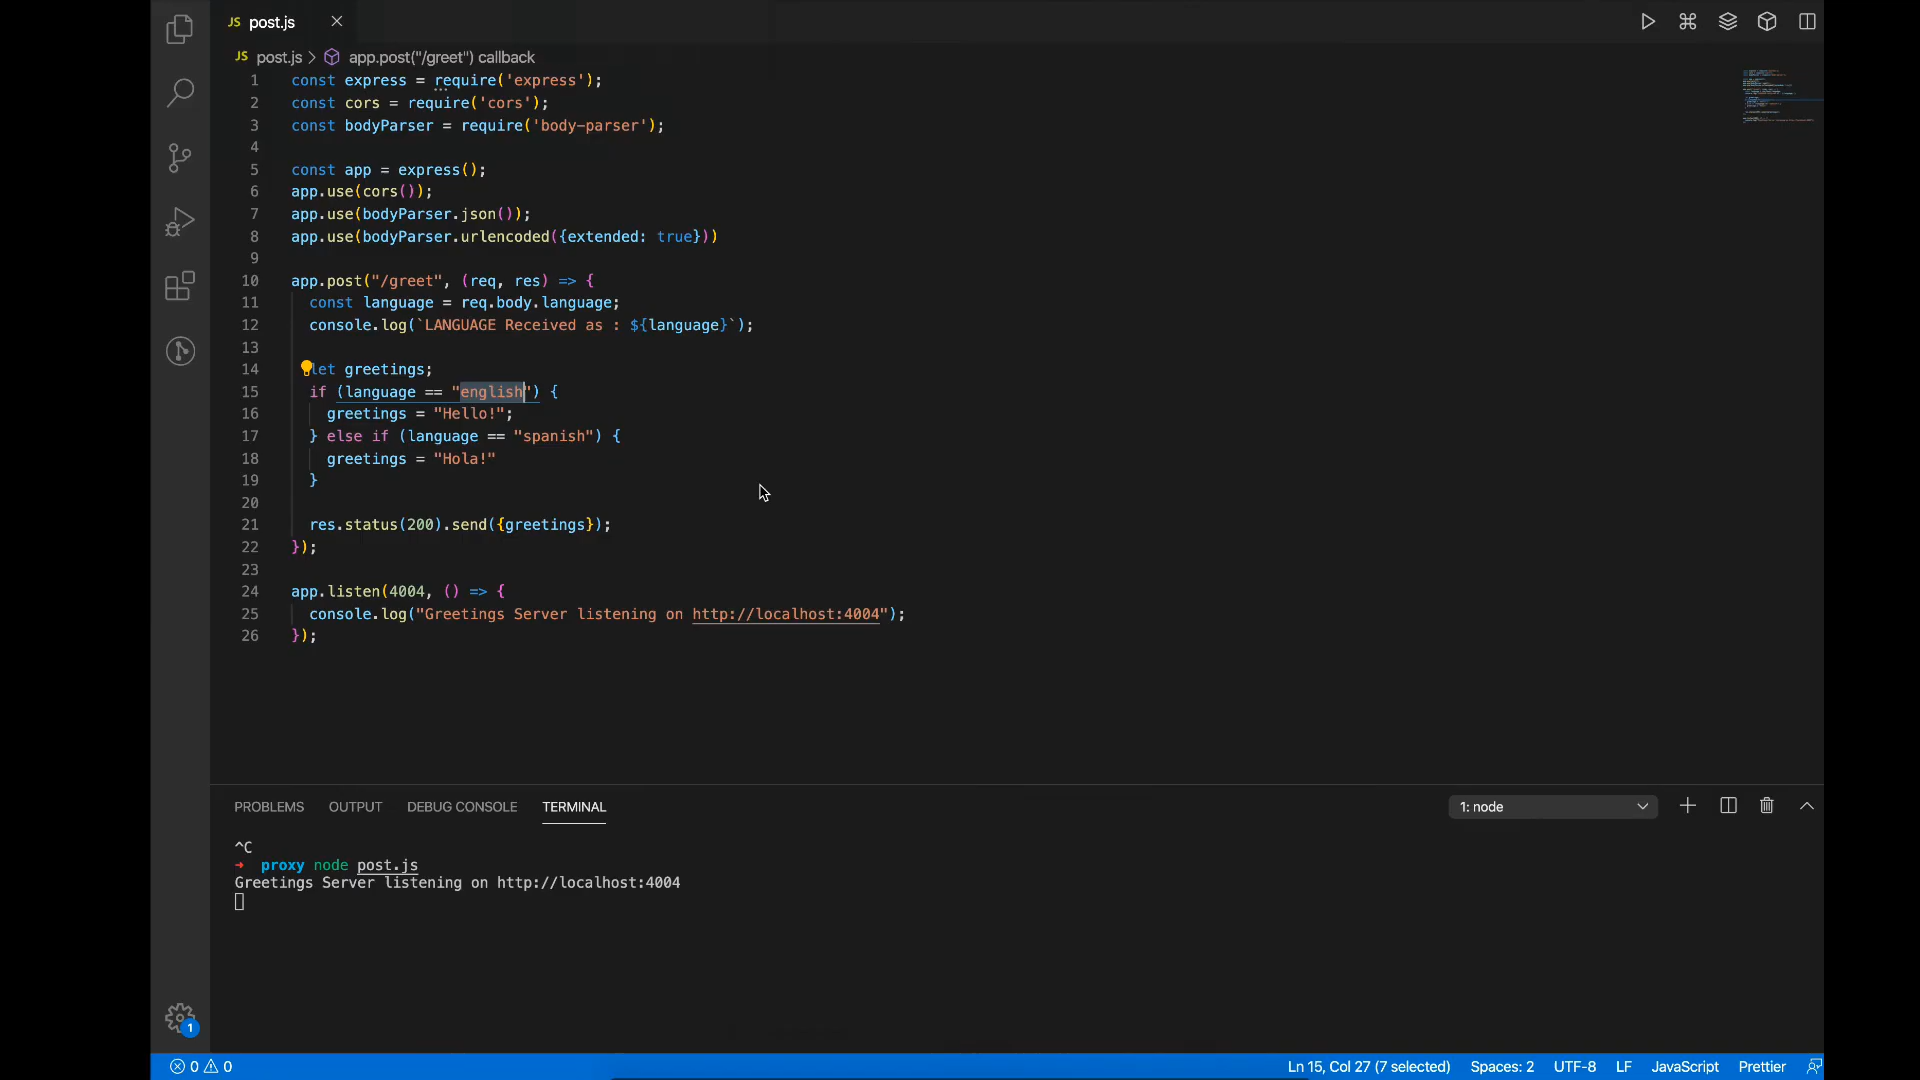 JS post.js
JS post.js > app.post("/greet") callback
1 const express = require('express');
2 const cors = require('cors');
3 const bodyParser = require('body-parser');
4
5 const app = express();
6 app.use(cors());
7 app.use(bodyParser.json());
8 app.use(bodyParser.urlencoded({extended: true}))
9
10 app.post("/greet", (req, res) => {
11 const language = req.body.language;
12 console.log(`LANGUAGE Received as : ${language}`);
13
14 let greetings;
15 if (language == "english") {
16 greetings = "Hello!";
17 } else if (language == "spanish") {
18 greetings = "Hola!"
19 }
20
21 res.status(200).send({greetings});
22 });
23
24 app.listen(4004, () => {
25 console.log("Greetings Server listening on http://localhost:4004");
26 });
PROBLEMS OUTPUT DEBUG CONSOLE TERMINAL 1: node
^C
➜ proxy node post.js
Greetings Server listening on http://localhost:4004
1
0 0 Ln 15, Col 27 (7 selected) Spaces: 2 UTF-8 LF JavaScript Prettier